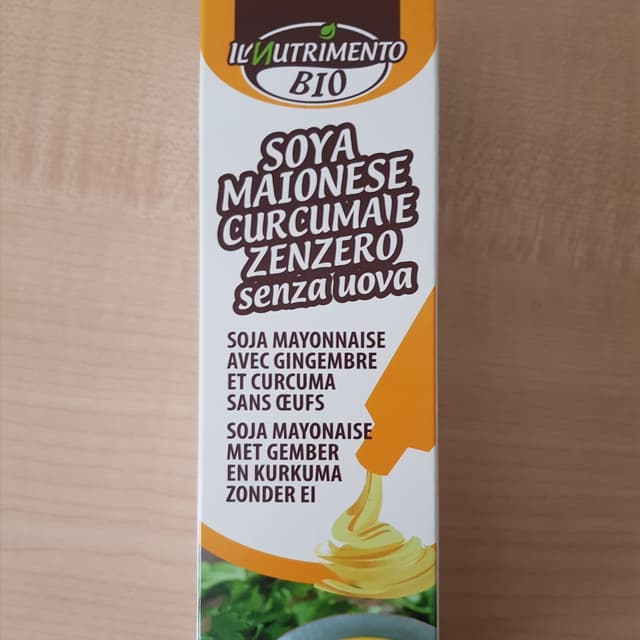 IL NUTRIMENTO
BIO
SOYA
MAIONESE
CURCUMA E
ZENZERO
senza uova
SOJA MAYONNAISE
AVEC GINGEMBRE
ET CURCUMA
SANS ŒUFS
SOJA MAYONAISE
MET GEMBER
EN KURKUMA
ZONDER EI